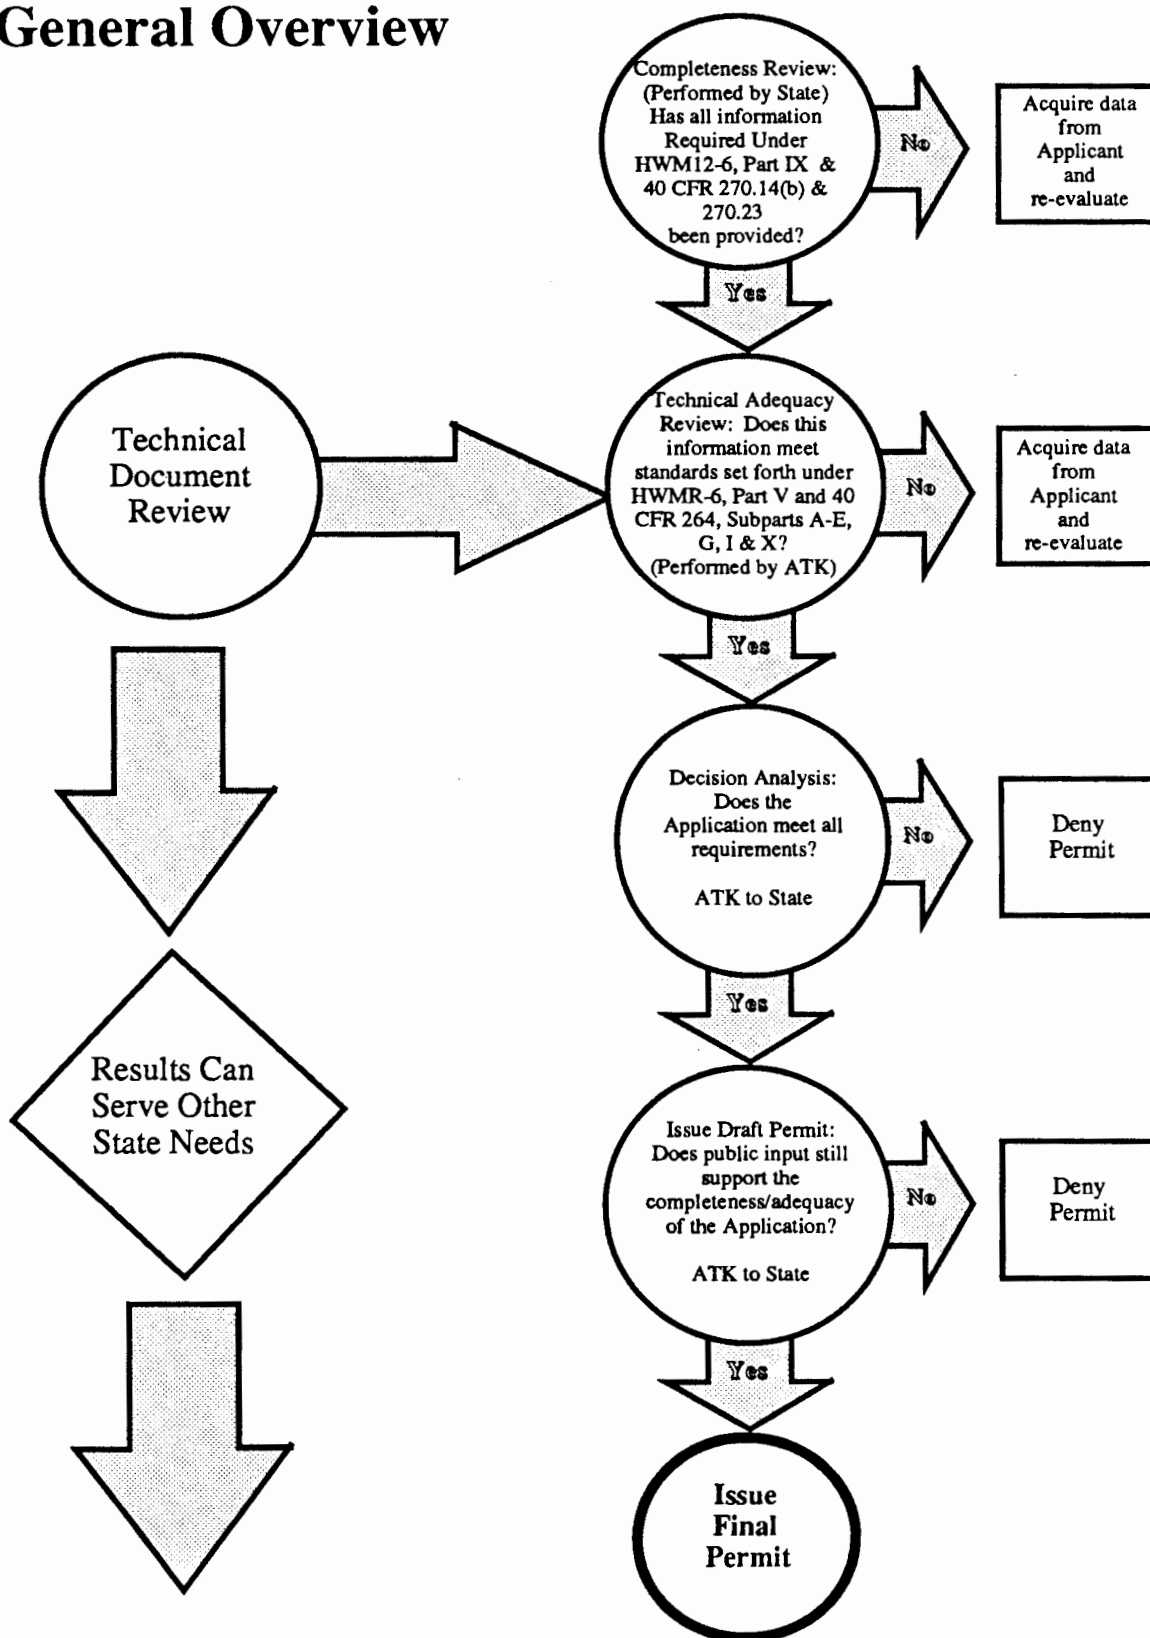 General Overview
Completeness Review:
(Performed by State)
Has all information
Required Under
HWM12-6, Part IX &
40 CFR 270.14(b) &
270.23
been provided?
No
Acquire data
from
Applicant
and
re-evaluate
Yes
Technical
Document
Review
Technical Adequacy
Review: Does this
information meet
standards set forth under
HWMR-6, Part V and 40
CFR 264, Subparts A-E,
G, I & X?
(Performed by ATK)
No
Acquire data
from
Applicant
and
re-evaluate
Yes
Decision Analysis:
Does the
Application meet all
requirements?
ATK to State
No
Deny
Permit
Yes
Results Can
Serve Other
State Needs
Issue Draft Permit:
Does public input still
support the
completeness/adequacy
of the Application?
ATK to State
No
Deny
Permit
Yes
Issue
Final
Permit